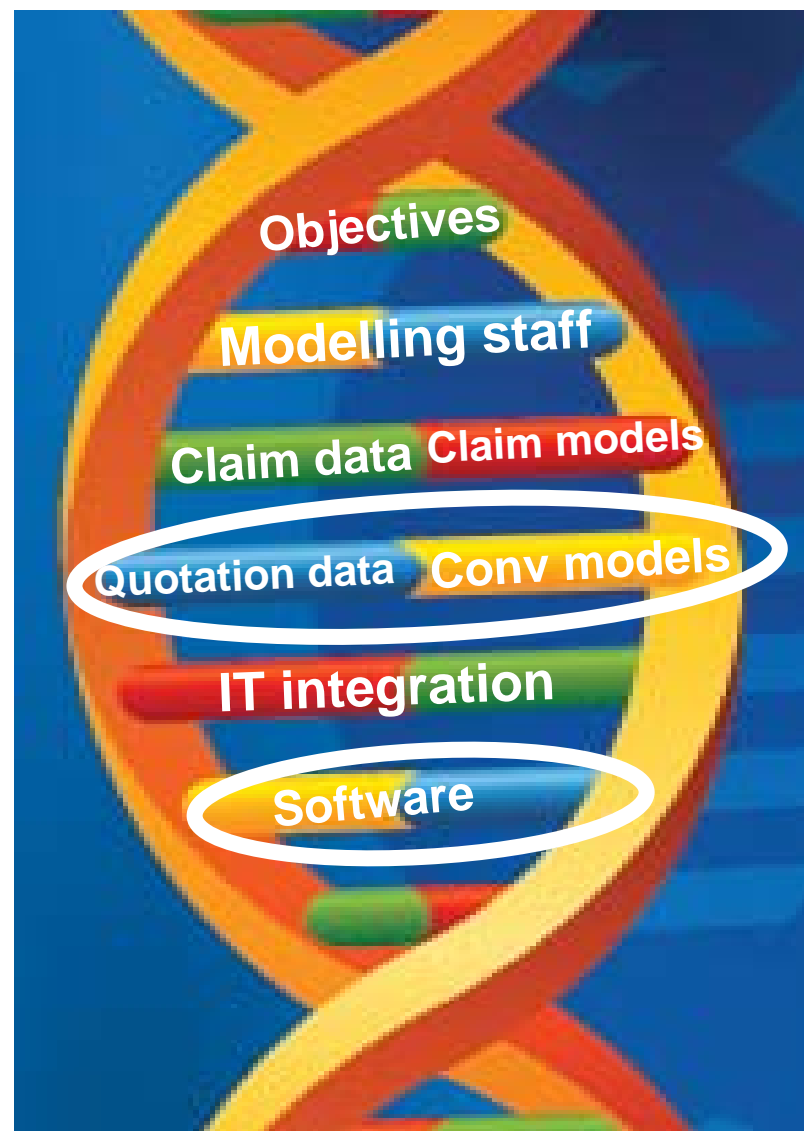 Objectives
Modelling staff
Claim data Claim models
Quotation data Conv models
IT integration
Software